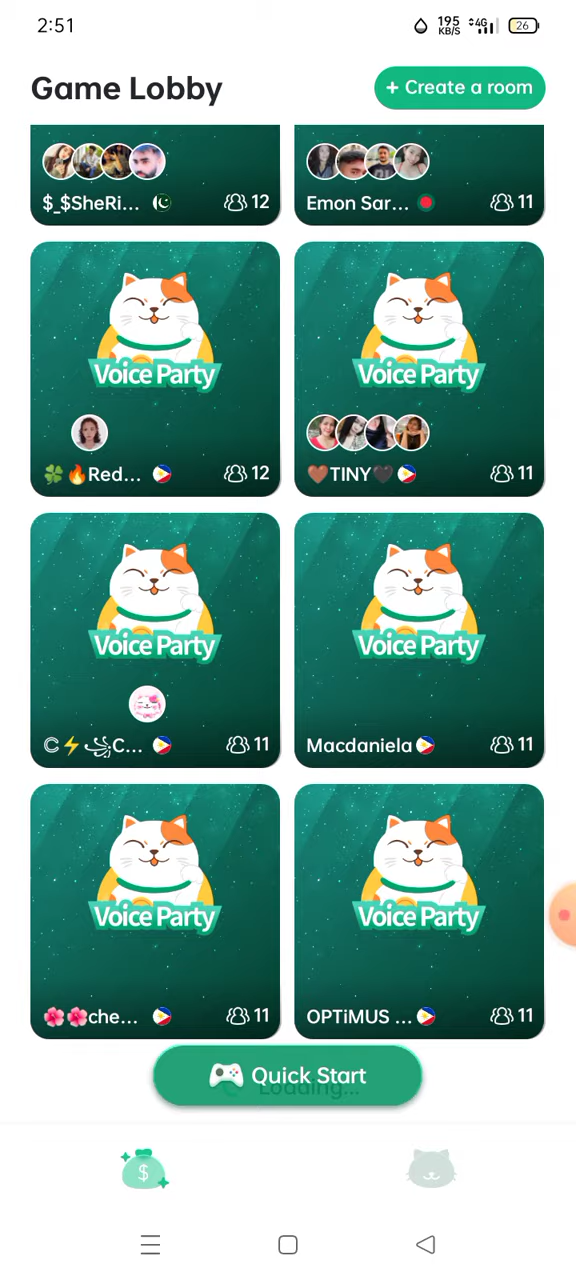 2:51
195 KB/S
4G
26
Game Lobby
+ Create a room
$_$SheRi... 12
Emon Sar... 11
Voice Party
Voice Party
🍀🔥Red... 12
🤎TINY🖤 11
Voice Party
Voice Party
ℂ⚡꧁C... 11
Macdaniela 11
Voice Party
Voice Party
🌺🌺che... 11
OPTiMUS ... 11
Quick Start
Loading...
$